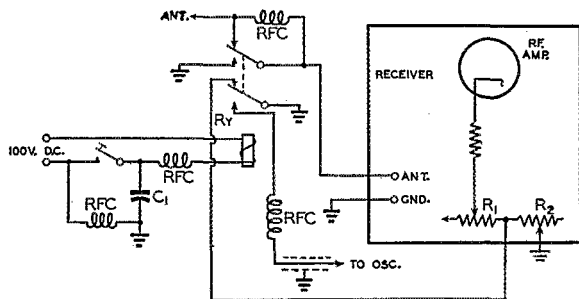 ANT.
RFC
RF
AMP.
RECEIVER
RY
100V. D.C.
RFC
C1
RFC
RFC
ANT.
GND.
R1
R2
TO OSC.